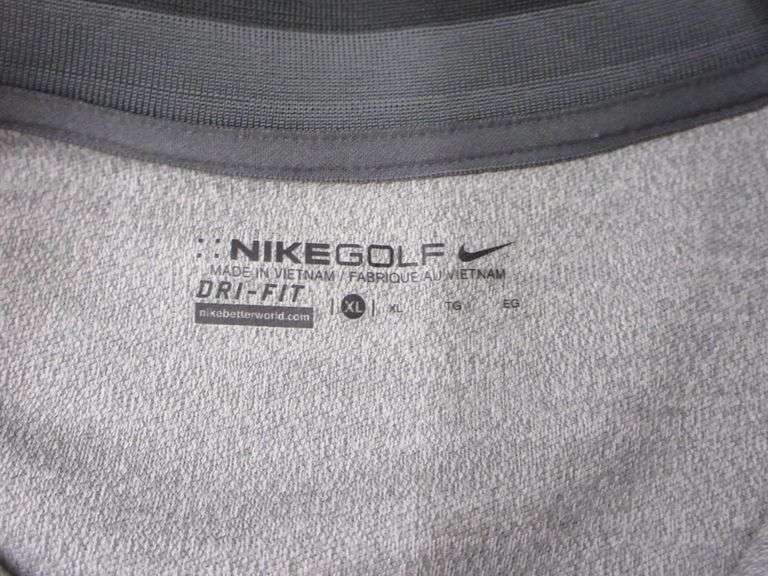 NIKEGOLF
MADE IN VIETNAM / FABRIQUE AU VIETNAM
DRI-FIT
| XL | XL TG EG
nikebetterworld.com